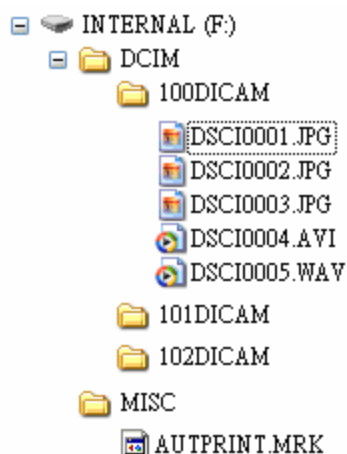 INTERNAL (F:)
DCIM
100DICAM
DSCI0001.JPG
DSCI0002.JPG
DSCI0003.JPG
DSCI0004.AVI
DSCI0005.WAV
101DICAM
102DICAM
MISC
AUTPRINT.MRK